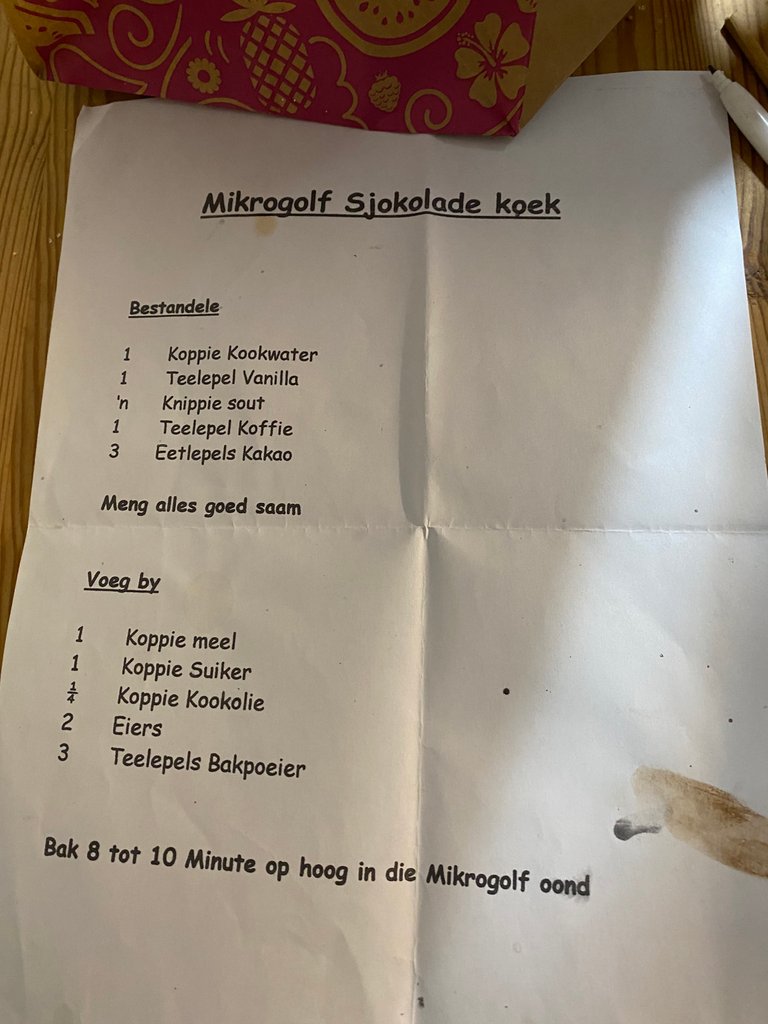 Mikrogolf Sjokolade koek
Bestandele
1 Koppie Kookwater
1 Teelepel Vanilla
'n Knippie sout
1 Teelepel Koffie
3 Eetlepels Kakao
Meng alles goed saam
Voeg by
1 Koppie meel
1 Koppie Suiker
¼ Koppie Kookolie
2 Eiers
3 Teelepels Bakpoeier
Bak 8 tot 10 Minute op hoog in die Mikrogolf oond